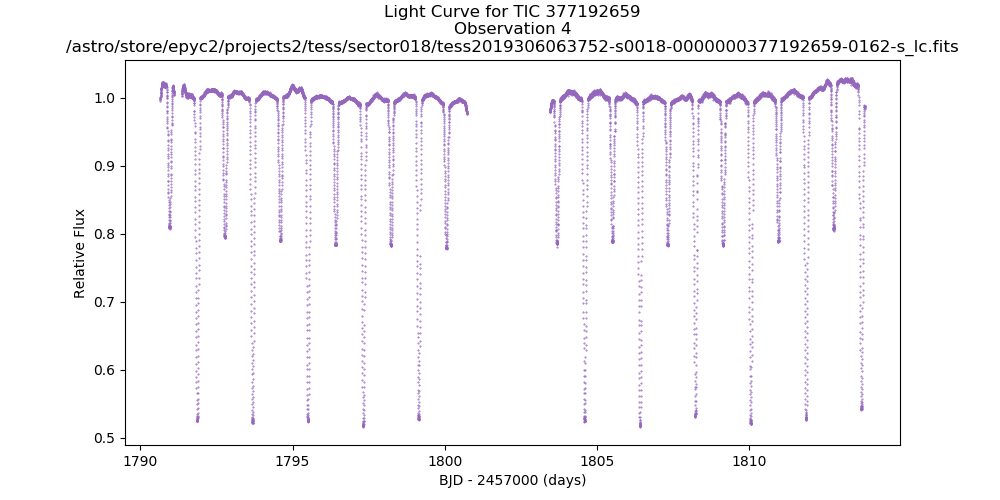 Light Curve for TIC 377192659
Observation 4
/astro/store/epyc2/projects2/tess/sector018/tess2019306063752-s0018-0000000377192659-0162-s_lc.fits
Relative Flux
1.0
0.9
0.8
0.7
0.6
0.5
1790
1795
1800
1805
1810
BJD - 2457000 (days)